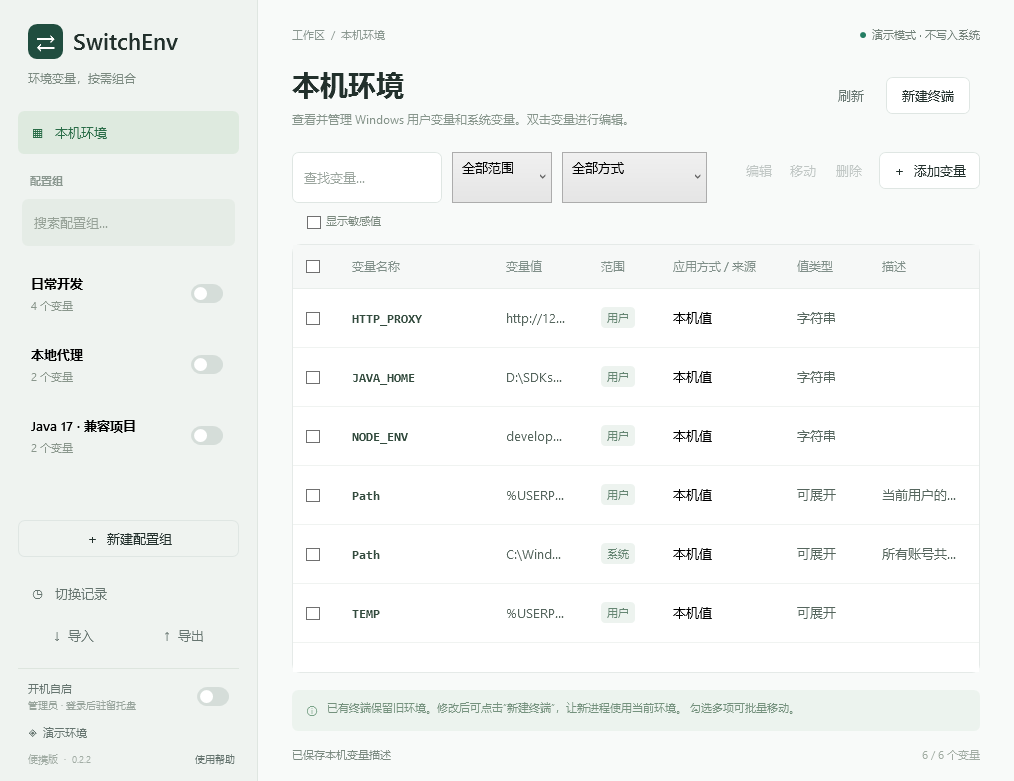 SwitchEnv
环境变量，按需组合
本机环境
配置组
搜索配置组...
日常开发
4 个变量
本地代理
2 个变量
Java 17 · 兼容项目
2 个变量
+ 新建配置组
切换记录
↓ 导入 ↑ 导出
开机自启
管理员 · 登录后驻留托盘
演示环境
便携版 · 0.2.2 使用帮助
工作区 / 本机环境 演示模式 · 不写入系统
本机环境
查看并管理 Windows 用户变量和系统变量。双击变量进行编辑。
刷新 新建终端
查找变量... 全部范围 全部方式 编辑 移动 删除 + 添加变量
显示敏感值
变量名称 变量值 范围 应用方式 / 来源 值类型 描述
HTTP_PROXY http://12... 用户 本机值 字符串
JAVA_HOME D:\SDKs... 用户 本机值 字符串
NODE_ENV develop... 用户 本机值 字符串
Path %USERP... 用户 本机值 可展开 当前用户的...
Path C:\Wind... 系统 本机值 可展开 所有账号共...
TEMP %USERP... 用户 本机值 可展开
已有终端保留旧环境。修改后可点击“新建终端”，让新进程使用当前环境。 勾选多项可批量移动。
已保存本机变量描述 6 / 6 个变量